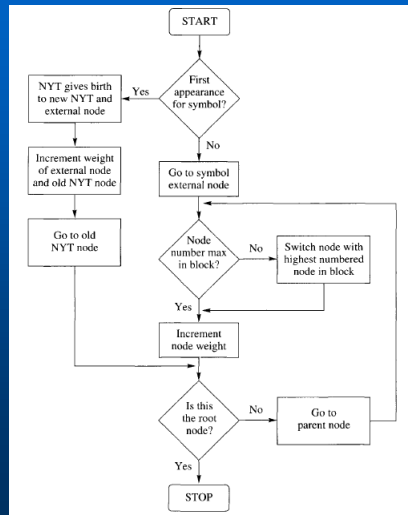 START
First
appearance
for symbol?
Yes
No
NYT gives birth
to new NYT and
external node
Increment weight
of external node
and old NYT node
Go to old
NYT node
Go to symbol
external node
Node
number max
in block?
No
Yes
Switch node with
highest numbered
node in block
Increment
node weight
Is this
the root
node?
No
Yes
Go to
parent node
STOP